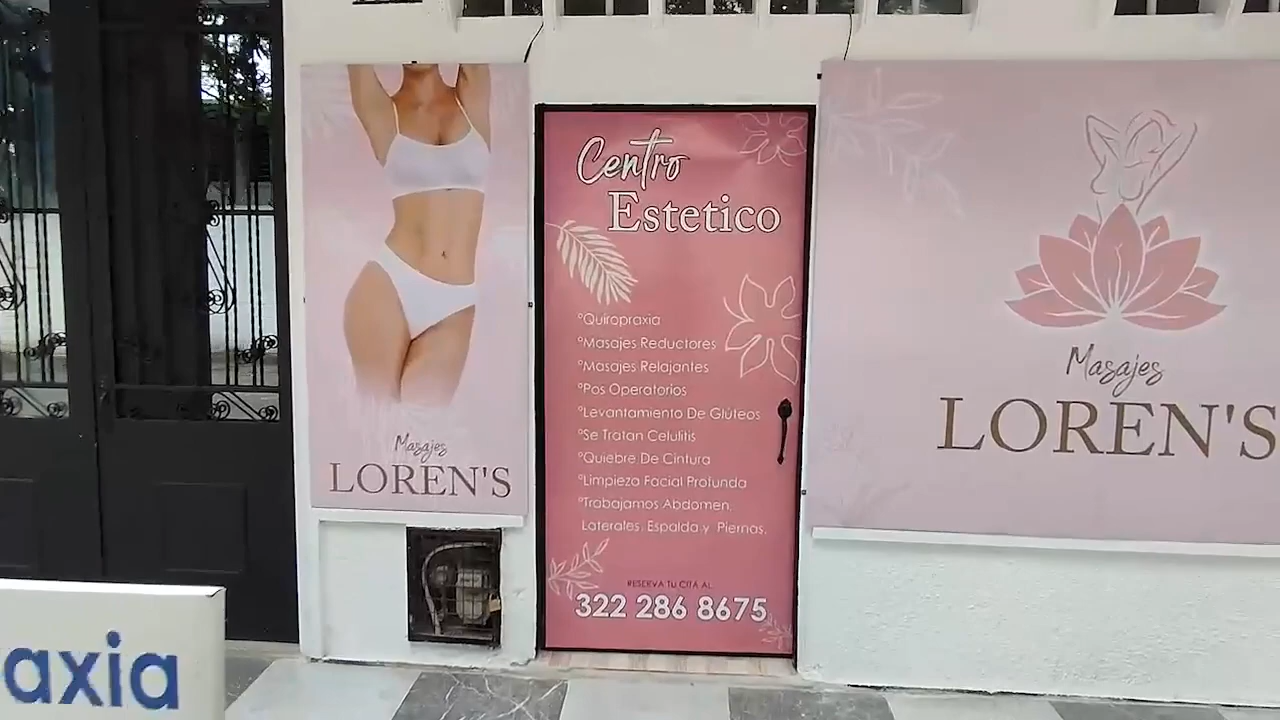 Masajes
LOREN'S
Centro
Estetico
°Quiropraxia
°Masajes Reductores
°Masajes Relajantes
°Pos Operatorios
°Levantamiento De Glúteos
°Se Tratan Celulitis
°Quiebre De Cintura
°Limpieza Facial Profunda
°Trabajamos Abdomen,
Laterales, Espalda y Piernas.
RESERVA TU CITA AL
322 286 8675
Masajes
LOREN'S
axia